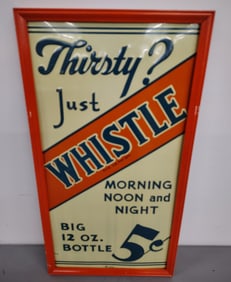 Thirsty?
Just
WHISTLE
MORNING
NOON and
NIGHT
BIG
12 OZ.
BOTTLE 5¢